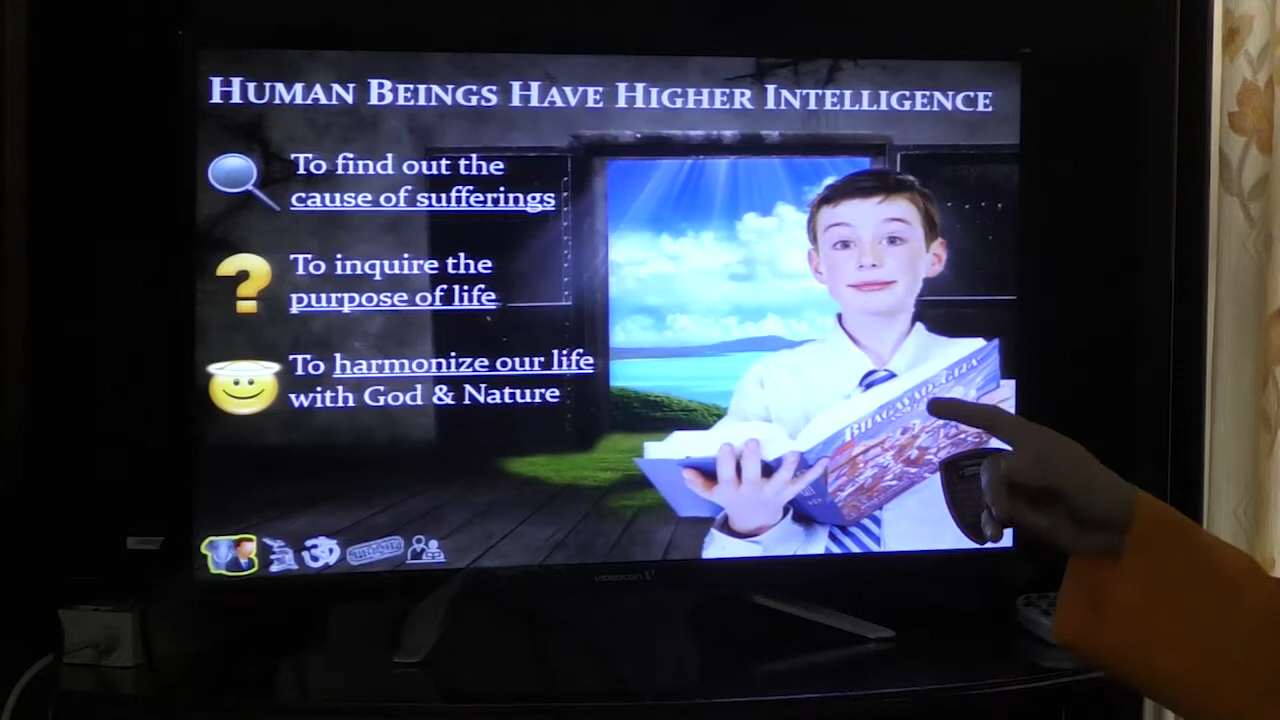 HUMAN BEINGS HAVE HIGHER INTELLIGENCE
To find out the
cause of sufferings
To inquire the
purpose of life
To harmonize our life
with God & Nature
BHAGAVAD-GITA
VIDEOCON